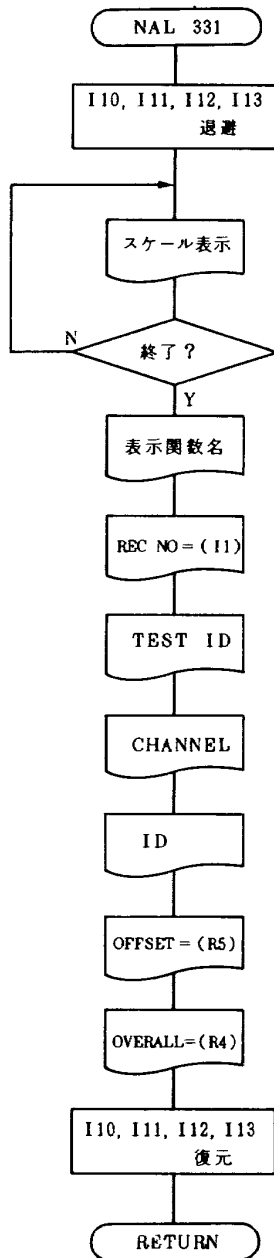 NAL 331
I10, I11, I12, I13
退避
スケール表示
N
終了?
Y
表示関数名
REC NO=(I1)
TEST ID
CHANNEL
ID
OFFSET=(R5)
OVERALL=(R4)
I10, I11, I12, I13
復元
RETURN